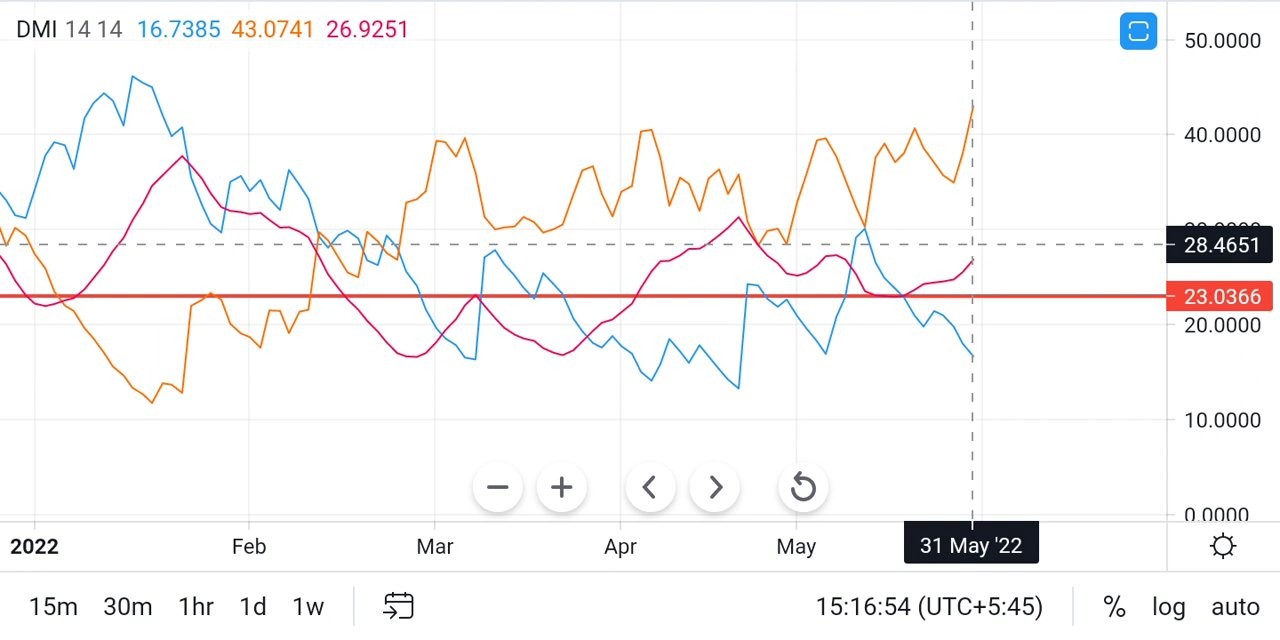 DMI 14 14 16.7385 43.0741 26.9251
50.0000
40.0000
30.0000
28.4651
23.0366
20.0000
10.0000
0.0000
2022 Feb Mar Apr May 31 May '22
15m 30m 1hr 1d 1w 15:16:54 (UTC+5:45) % log auto